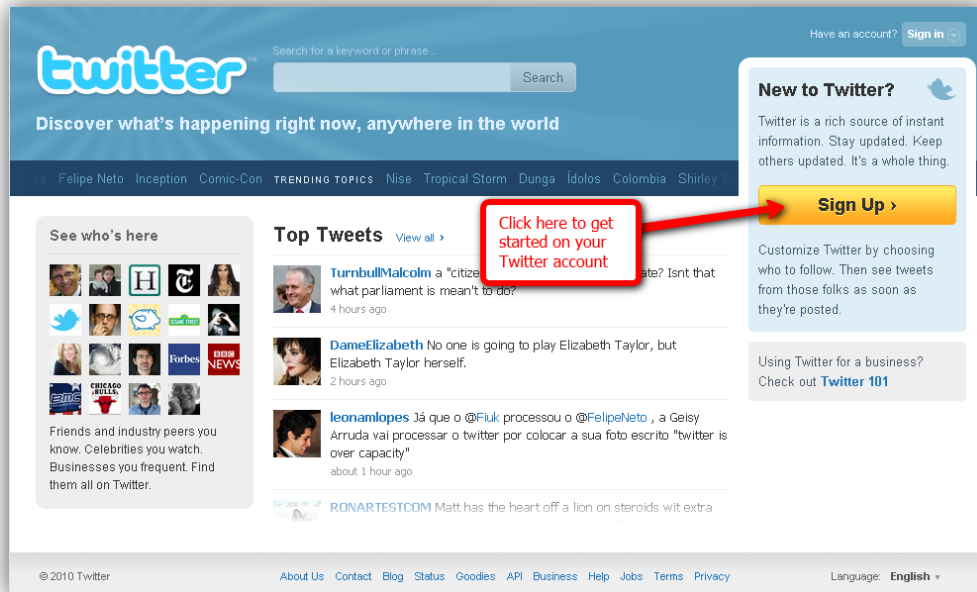 Have an account? Sign in
twitter™
Search for a keyword or phrase...
Search
Discover what's happening right now, anywhere in the world
Felipe Neto Inception Comic-Con TRENDING TOPICS Nise Tropical Storm Dunga Ídolos Colombia Shirley
New to Twitter?
Twitter is a rich source of instant
information. Stay updated. Keep
others updated. It's a whole thing.
Sign Up ›
Customize Twitter by choosing
who to follow. Then see tweets
from those folks as soon as
they're posted.
Using Twitter for a business?
Check out Twitter 101
Click here to get
started on your
Twitter account
See who's here
H
T
SESAME STREET
Forbes
BBC
NEWS
EMC
CHICAGO
BULLS
Friends and industry peers you
know. Celebrities you watch.
Businesses you frequent. Find
them all on Twitter.
Top Tweets View all ›
TurnbullMalcolm a "citize ate? Isnt that
what parliament is mean't to do?
4 hours ago
DameElizabeth No one is going to play Elizabeth Taylor, but
Elizabeth Taylor herself.
2 hours ago
leonamlopes Já que o @Fiuk processou o @FelipeNeto , a Geisy
Arruda vai processar o twitter por colocar a sua foto escrito "twitter is
over capacity"
about 1 hour ago
RONARTESTCOM Matt has the heart off a lion on steroids wit extra
© 2010 Twitter
About Us Contact Blog Status Goodies API Business Help Jobs Terms Privacy
Language: English